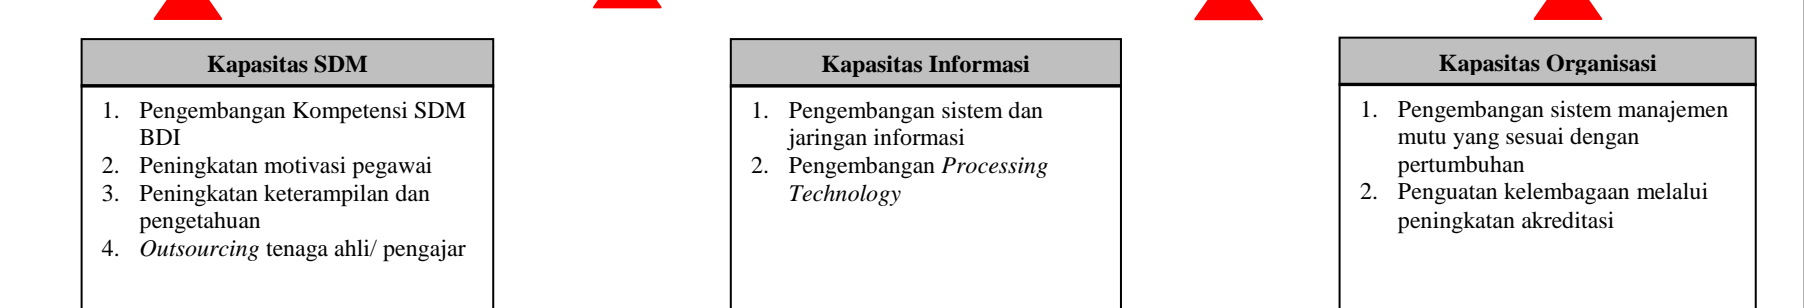 Kapasitas SDM
1. Pengembangan Kompetensi SDM
BDI
2. Peningkatan motivasi pegawai
3. Peningkatan keterampilan dan
pengetahuan
4. Outsourcing tenaga ahli/ pengajar
Kapasitas Informasi
1. Pengembangan sistem dan
jaringan informasi
2. Pengembangan Processing
Technology
Kapasitas Organisasi
1. Pengembangan sistem manajemen
mutu yang sesuai dengan
pertumbuhan
2. Penguatan kelembagaan melalui
peningkatan akreditasi